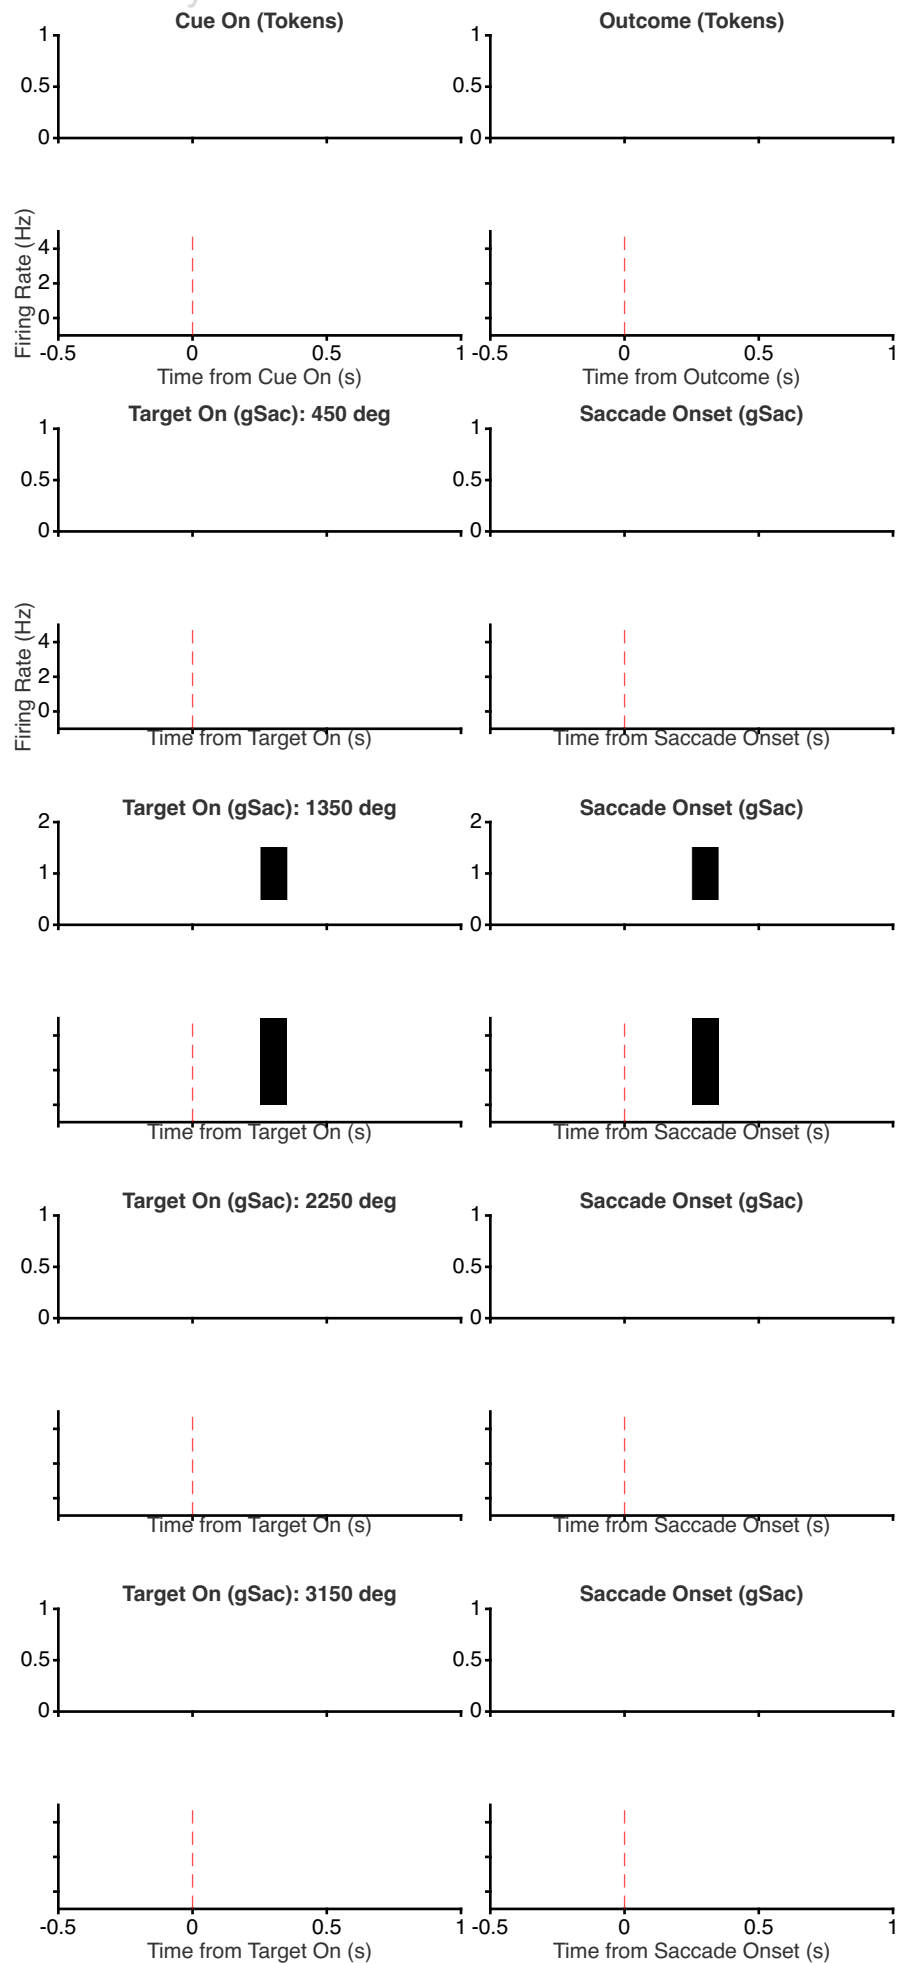 Cue On (Tokens) Outcome (Tokens)
1 1
0.5 0.5
0 0
Firing Rate (Hz)
4
2
0
-0.5 0 0.5 1 -0.5 0 0.5 1
Time from Cue On (s) Time from Outcome (s)
Target On (gSac): 450 deg Saccade Onset (gSac)
1 1
0.5 0.5
0 0
Firing Rate (Hz)
4
2
0
Time from Target On (s) Time from Saccade Onset (s)
Target On (gSac): 1350 deg Saccade Onset (gSac)
2 2
1 1
0 0
Time from Target On (s) Time from Saccade Onset (s)
Target On (gSac): 2250 deg Saccade Onset (gSac)
1 1
0.5 0.5
0 0
Time from Target On (s) Time from Saccade Onset (s)
Target On (gSac): 3150 deg Saccade Onset (gSac)
1 1
0.5 0.5
0 0
-0.5 0 0.5 1 -0.5 0 0.5 1
Time from Target On (s) Time from Saccade Onset (s)